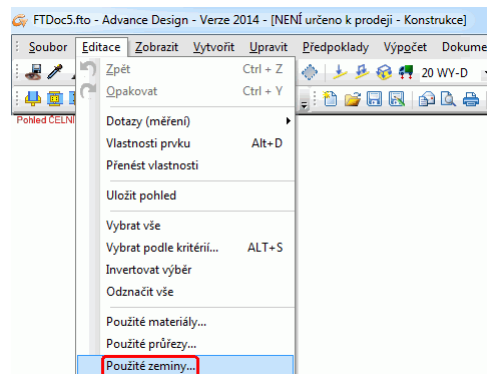 FTDoc5.fto - Advance Design - Verze 2014 - [NENÍ určeno k prodeji - Konstrukce]
Soubor Editace Zobrazit Vytvořit Upravit Předpoklady Výpočet Dokume
20 WY-D
Pohled ČELNÍ
Zpět Ctrl + Z
Opakovat Ctrl + Y
Dotazy (měření)
Vlastnosti prvku Alt+D
Přenést vlastnosti
Uložit pohled
Vybrat vše
Vybrat podle kritérií... ALT+S
Invertovat výběr
Odznačit vše
Použité materiály...
Použité průřezy...
Použité zeminy...